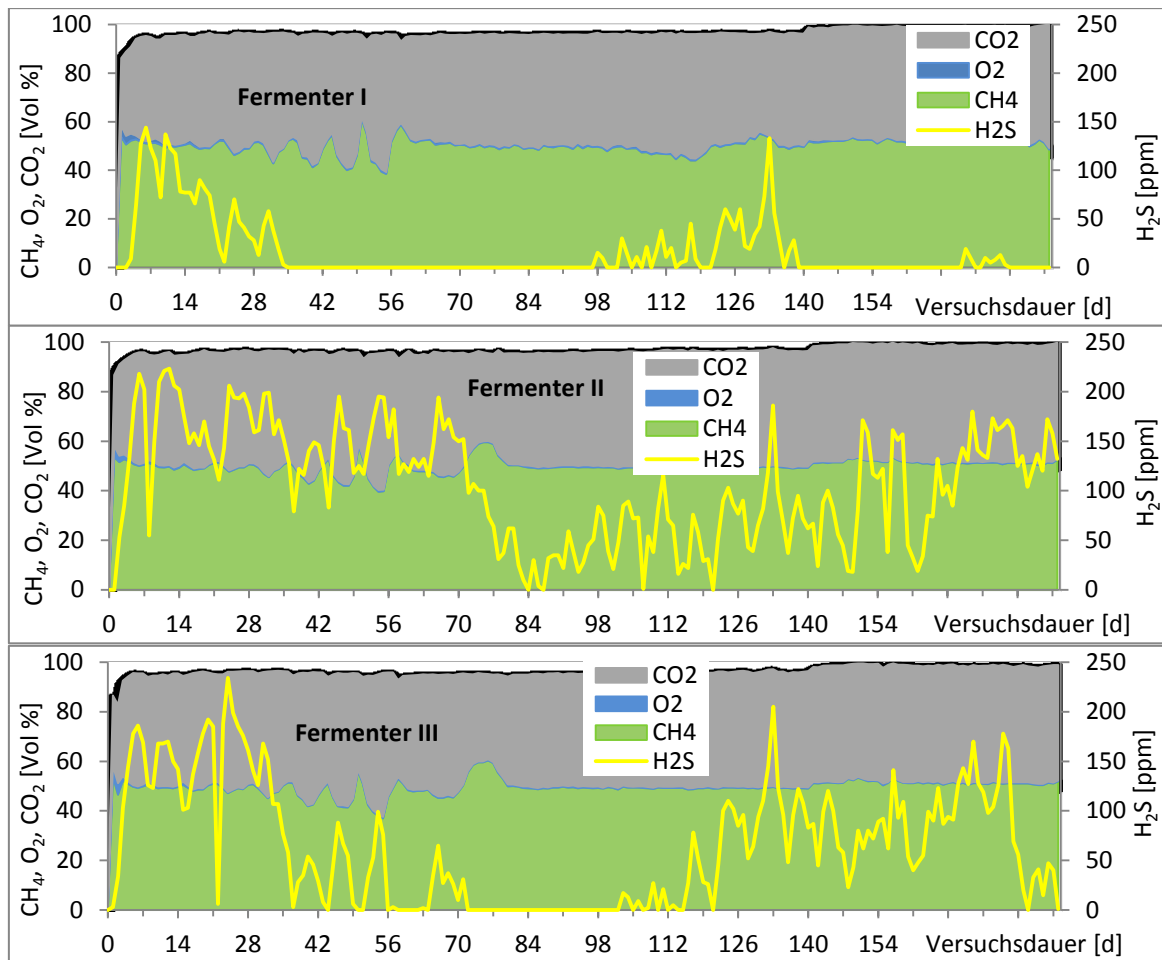 100
80
60
40
20
0
CH4, O2, CO2 [Vol %]
Fermenter I
CO2
O2
CH4
H2S
250
200
150
100
50
0
H2S [ppm]
0 14 28 42 56 70 84 98 112 126 140 154 Versuchsdauer [d]
100
80
60
40
20
0
CH4, O2, CO2 [Vol %]
Fermenter II
CO2
O2
CH4
H2S
250
200
150
100
50
0
H2S [ppm]
0 14 28 42 56 70 84 98 112 126 140 154 Versuchsdauer [d]
100
80
60
40
20
0
CH4, O2, CO2 [Vol %]
Fermenter III
CO2
O2
CH4
H2S
250
200
150
100
50
0
H2S [ppm]
0 14 28 42 56 70 84 98 112 126 140 154 Versuchsdauer [d]